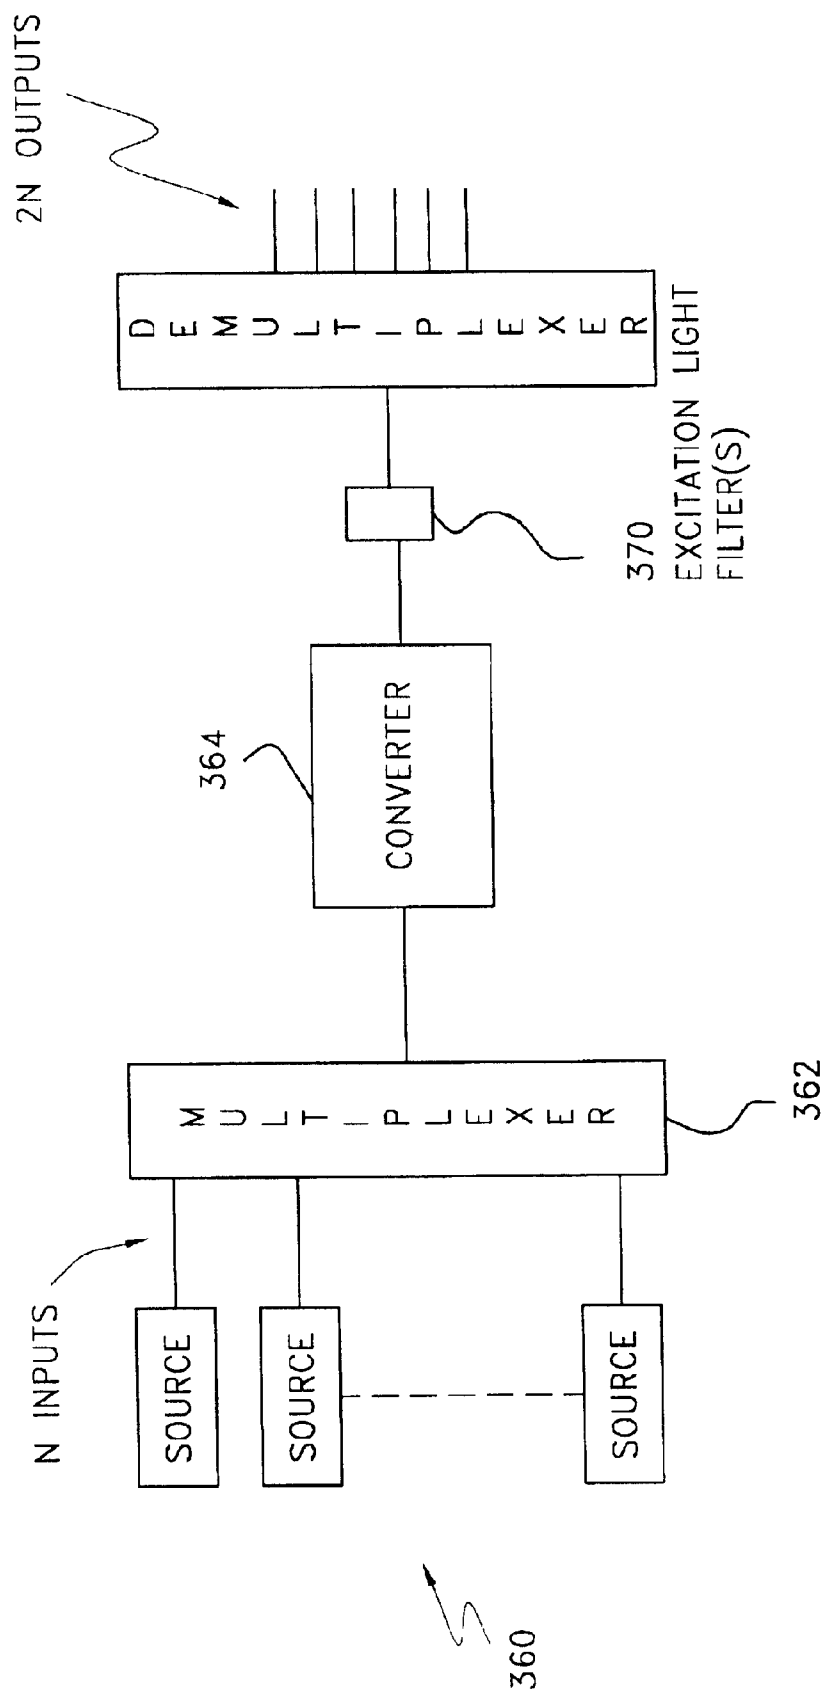 360
N INPUTS
SOURCE
SOURCE
SOURCE
MULTIPLEXER
362
364
CONVERTER
370
EXCITATION LIGHT
FILTER(S)
DEMULTIPLEXER
2N OUTPUTS